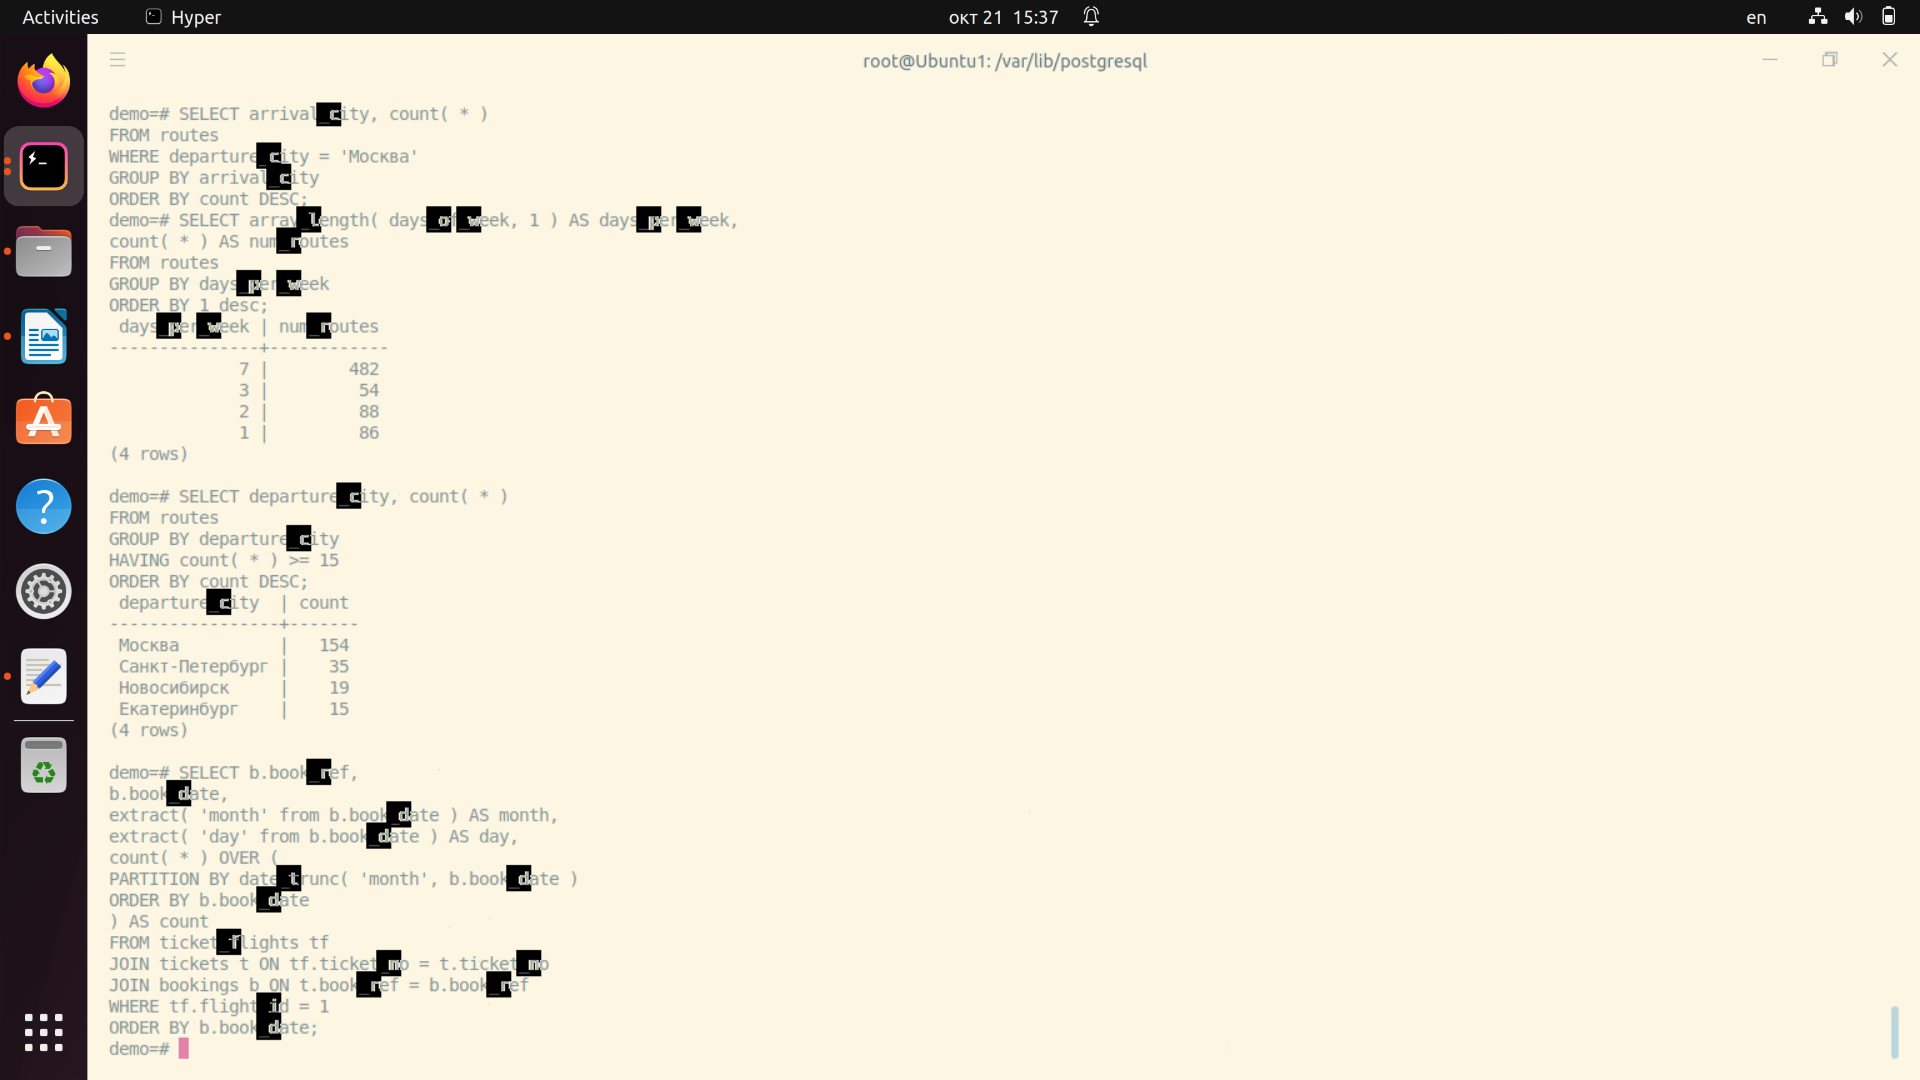 Activities
Hyper
окт 21 15:37
en
root@Ubuntu1: /var/lib/postgresql
demo=# SELECT arrival_city, count( * )
FROM routes
WHERE departure_city = 'Москва'
GROUP BY arrival_city
ORDER BY count DESC;
demo=# SELECT array_length( days_of_week, 1 ) AS days_per_week,
count( * ) AS num_routes
FROM routes
GROUP BY days_per_week
ORDER BY 1 desc;
days_per_week | num_routes
---------------+------------
7 | 482
3 | 54
2 | 88
1 | 86
(4 rows)
demo=# SELECT departure_city, count( * )
FROM routes
GROUP BY departure_city
HAVING count( * ) >= 15
ORDER BY count DESC;
departure_city | count
-----------------+-------
Москва | 154
Санкт-Петербург | 35
Новосибирск | 19
Екатеринбург | 15
(4 rows)
demo=# SELECT b.book_ref,
b.book_date,
extract( 'month' from b.book_date ) AS month,
extract( 'day' from b.book_date ) AS day,
count( * ) OVER (
PARTITION BY date_trunc( 'month', b.book_date )
ORDER BY b.book_date
) AS count
FROM ticket_flights tf
JOIN tickets t ON tf.ticket_no = t.ticket_no
JOIN bookings b ON t.book_ref = b.book_ref
WHERE tf.flight_id = 1
ORDER BY b.book_date;
demo=#